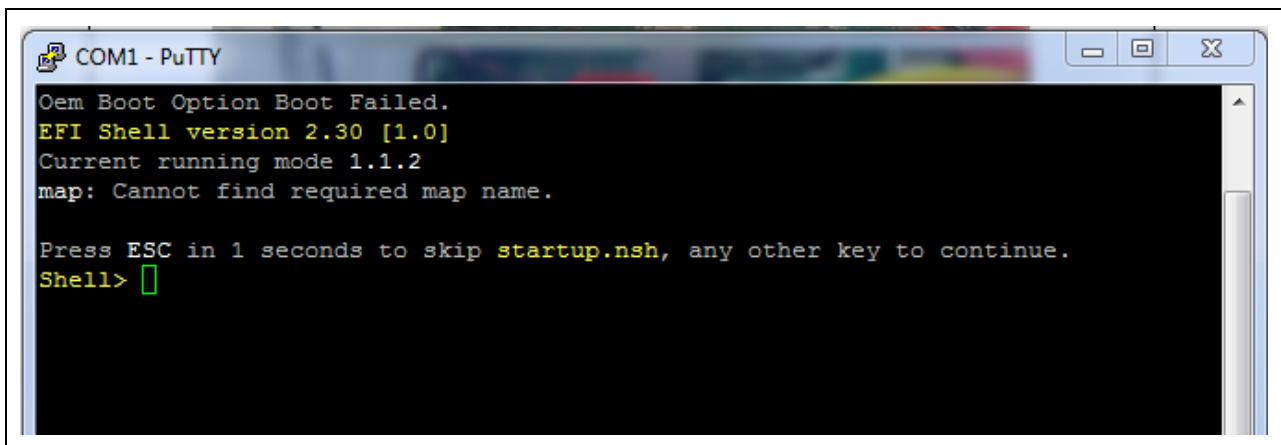 COM1 - PuTTY
Oem Boot Option Boot Failed.
EFI Shell version 2.30 [1.0]
Current running mode 1.1.2
map: Cannot find required map name.
Press ESC in 1 seconds to skip startup.nsh, any other key to continue.
Shell>